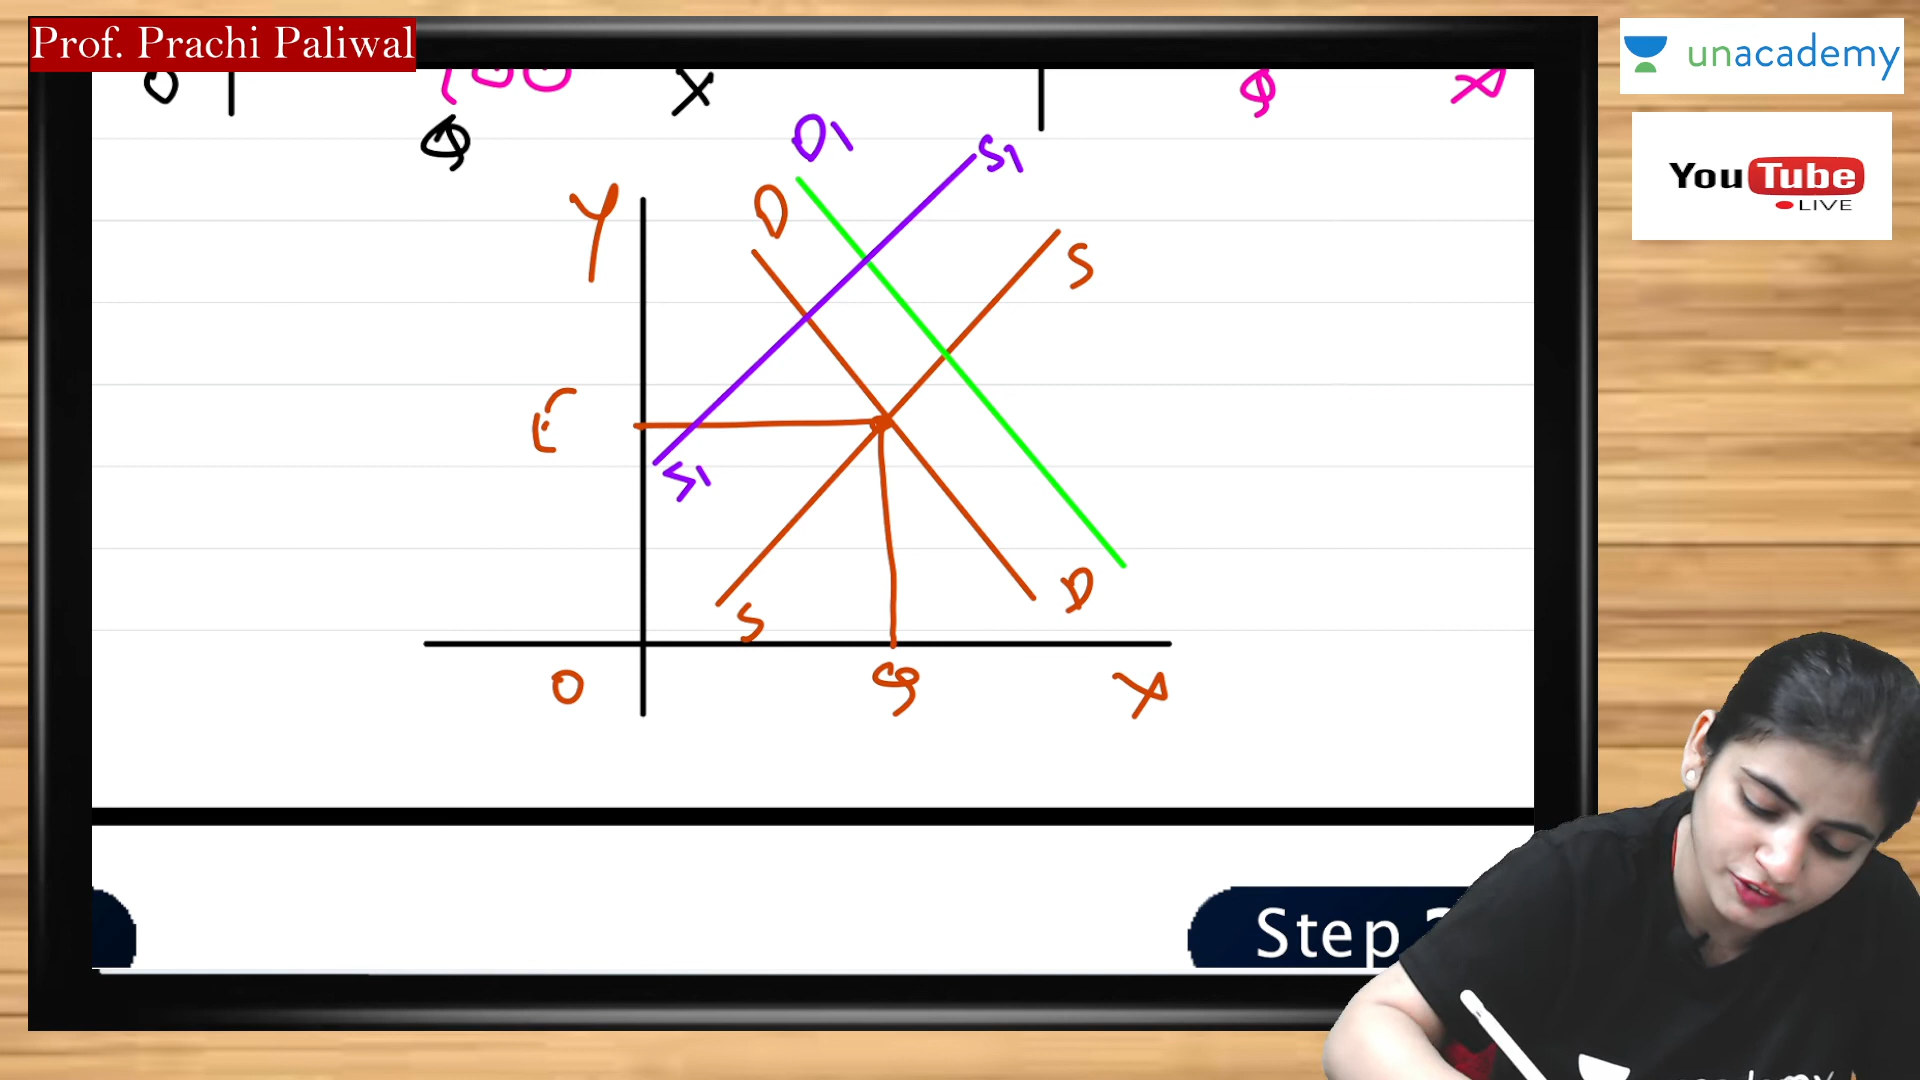 Prof. Prachi Paliwal
unacademy
YouTube
LIVE
O
X
Q
X
D1
S1
Y
D
S
E
S1
D
S
O
X
Step